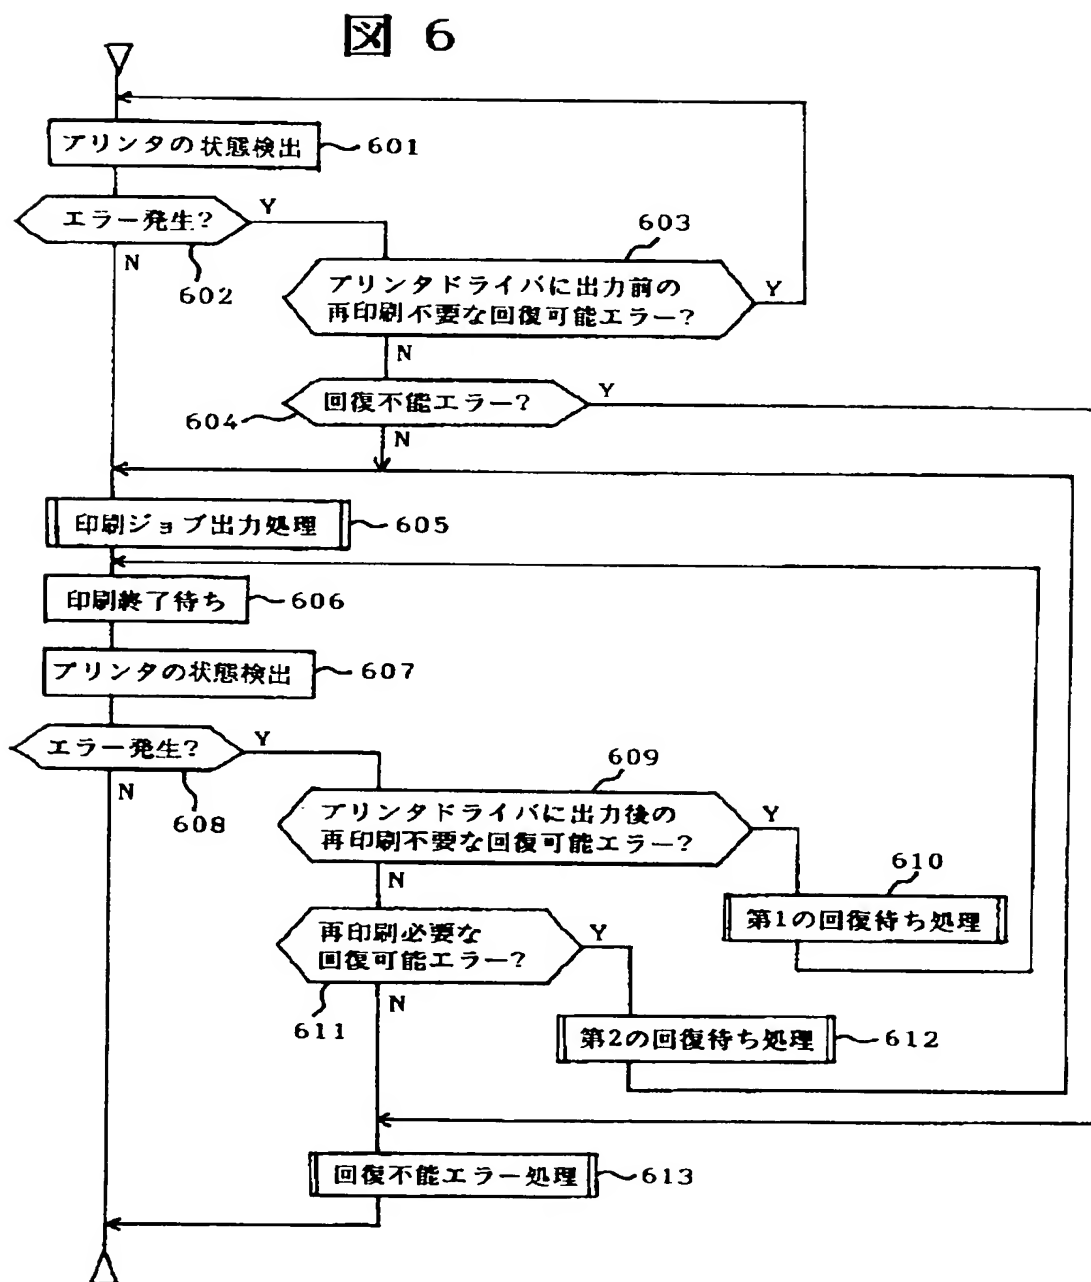 図 6
プリンタの状態検出
601
エラー発生?
Y
N
602
603
プリンタドライバに出力前の
再印刷不要な回復可能エラー?
Y
N
回復不能エラー?
Y
604
N
印刷ジョブ出力処理
605
印刷終了待ち
606
プリンタの状態検出
607
エラー発生?
Y
N
608
609
プリンタドライバに出力後の
再印刷不要な回復可能エラー?
Y
N
610
第1の回復待ち処理
再印刷必要な
回復可能エラー?
Y
N
611
第2の回復待ち処理
612
回復不能エラー処理
613